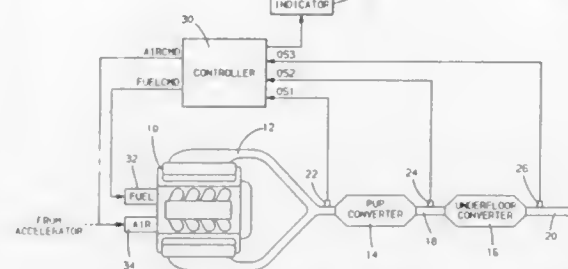 INDICATOR
30
AIRCMD
OS3
CONTROLLER
OS2
FUELCMD
OS1
10
12
32
22
24
26
FUEL
PUP
CONVERTER
UNDERFLOOR
CONVERTER
FROM
ACCELERATOR
AIR
18
20
14
16
34